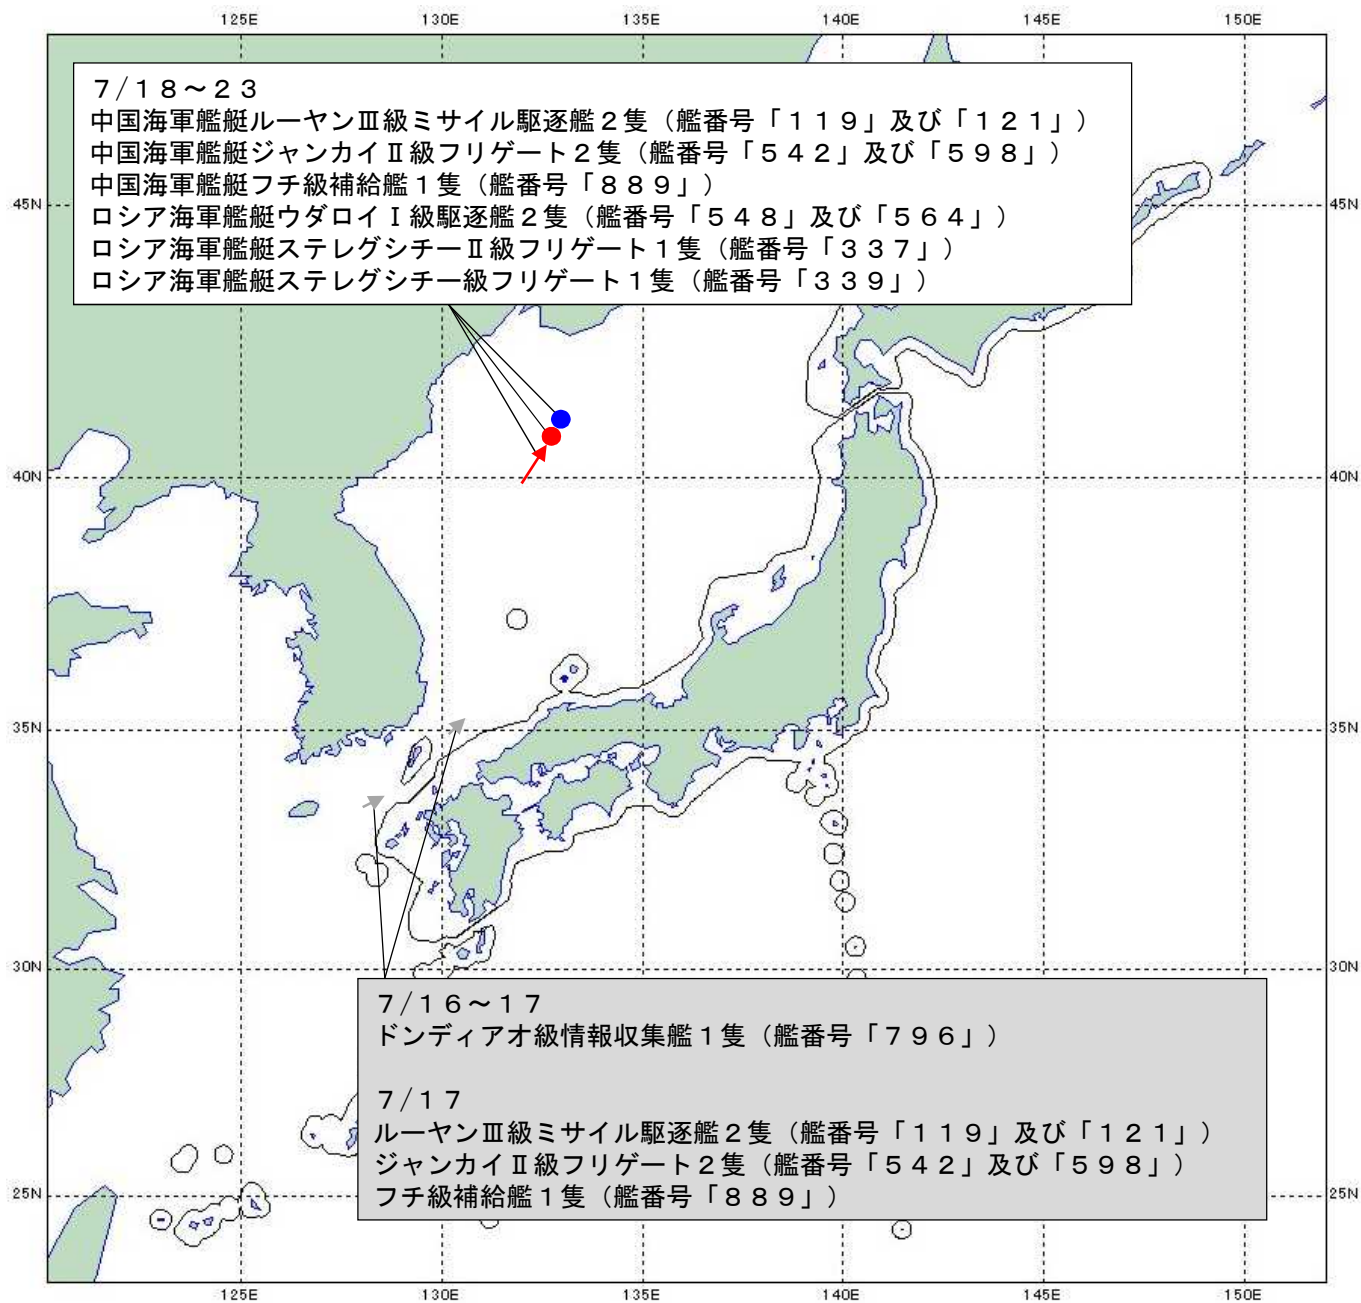 125E 130E 135E 140E 145E 150E
7/18～23
中国海軍艦艇ルーヤンⅢ級ミサイル駆逐艦2隻（艦番号「119」及び「121」）
中国海軍艦艇ジャンカイⅡ級フリゲート2隻（艦番号「542」及び「598」）
中国海軍艦艇フチ級補給艦1隻（艦番号「889」）
ロシア海軍艦艇ウダロイⅠ級駆逐艦2隻（艦番号「548」及び「564」）
ロシア海軍艦艇ステレグシチーⅡ級フリゲート1隻（艦番号「337」）
ロシア海軍艦艇ステレグシチー級フリゲート1隻（艦番号「339」）
45N 45N
40N 40N
35N 35N
30N 30N
7/16～17
ドンディアオ級情報収集艦1隻（艦番号「796」）
7/17
ルーヤンⅢ級ミサイル駆逐艦2隻（艦番号「119」及び「121」）
ジャンカイⅡ級フリゲート2隻（艦番号「542」及び「598」）
フチ級補給艦1隻（艦番号「889」）
25N 25N
125E 130E 135E 140E 145E 150E